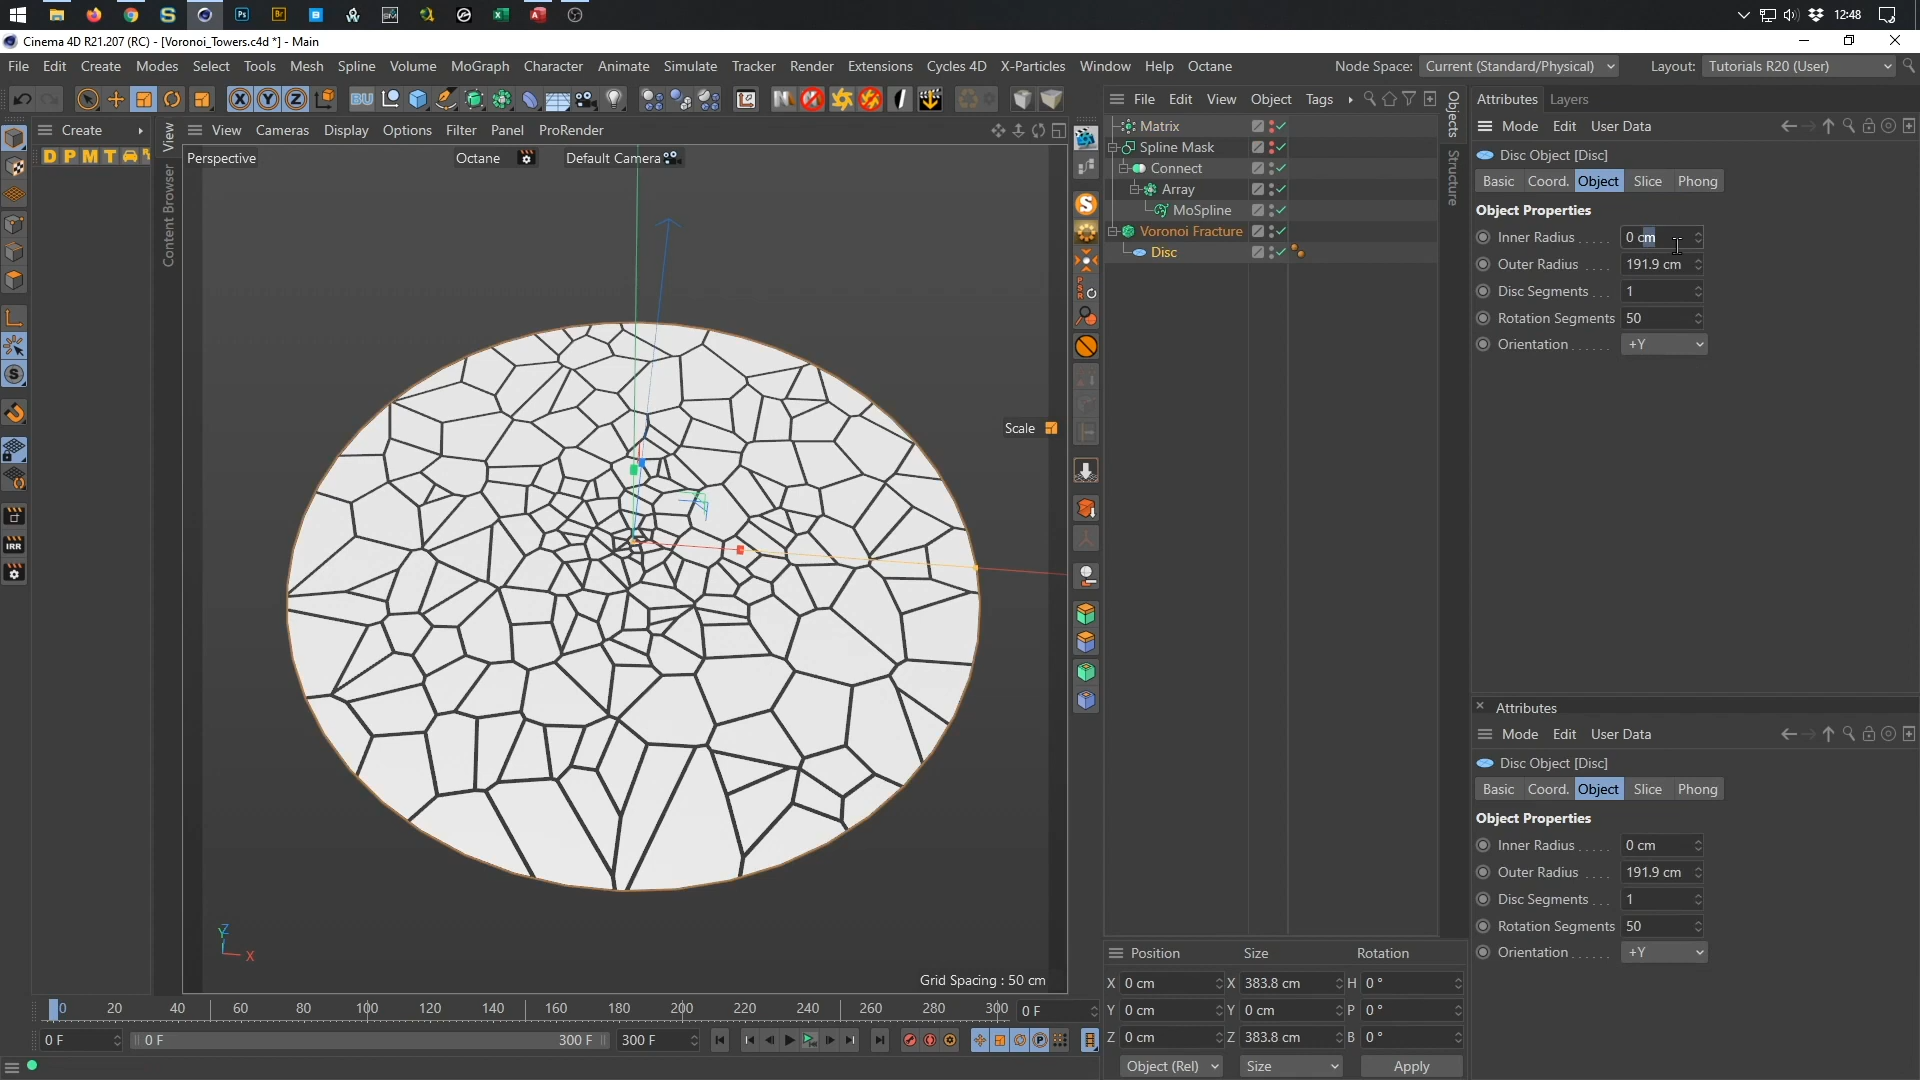 12:48
Cinema 4D R21.207 (RC) - [Voronoi_Towers.c4d *] - Main
File Edit Create Modes Select Tools Mesh Spline Volume MoGraph Character Animate Simulate Tracker Render Extensions Cycles 4D X-Particles Window Help Octane Node Space: Current (Standard/Physical) Layout: Tutorials R20 (User)
File Edit View Object Tags
Attributes Layers
Create
View Cameras Display Options Filter Panel ProRender
Mode Edit User Data
D P M T
Perspective Octane Default Camera
View
Content Browser
Objects
Structure
Matrix
Spline Mask
Connect
Array
MoSpline
Voronoi Fracture
Disc
Disc Object [Disc]
Basic Coord. Object Slice Phong
Object Properties
Inner Radius . . . . . 0 cm
Outer Radius . . . . 191.9 cm
Disc Segments . . . 1
Rotation Segments 50
Orientation . . . . . . +Y
Scale
IRR
Attributes
Mode Edit User Data
Disc Object [Disc]
Basic Coord. Object Slice Phong
Object Properties
Inner Radius . . . . . 0 cm
Outer Radius . . . . 191.9 cm
Disc Segments . . . 1
Rotation Segments 50
Orientation . . . . . . +Y
Y Z X
Grid Spacing : 50 cm
Position Size Rotation
X 0 cm X 383.8 cm H 0 °
Y 0 cm Y 0 cm P 0 °
Z 0 cm Z 383.8 cm B 0 °
Object (Rel) Size Apply
0 20 40 60 80 100 120 140 160 180 200 220 240 260 280 300 0 F
0 F 0 F 300 F 300 F